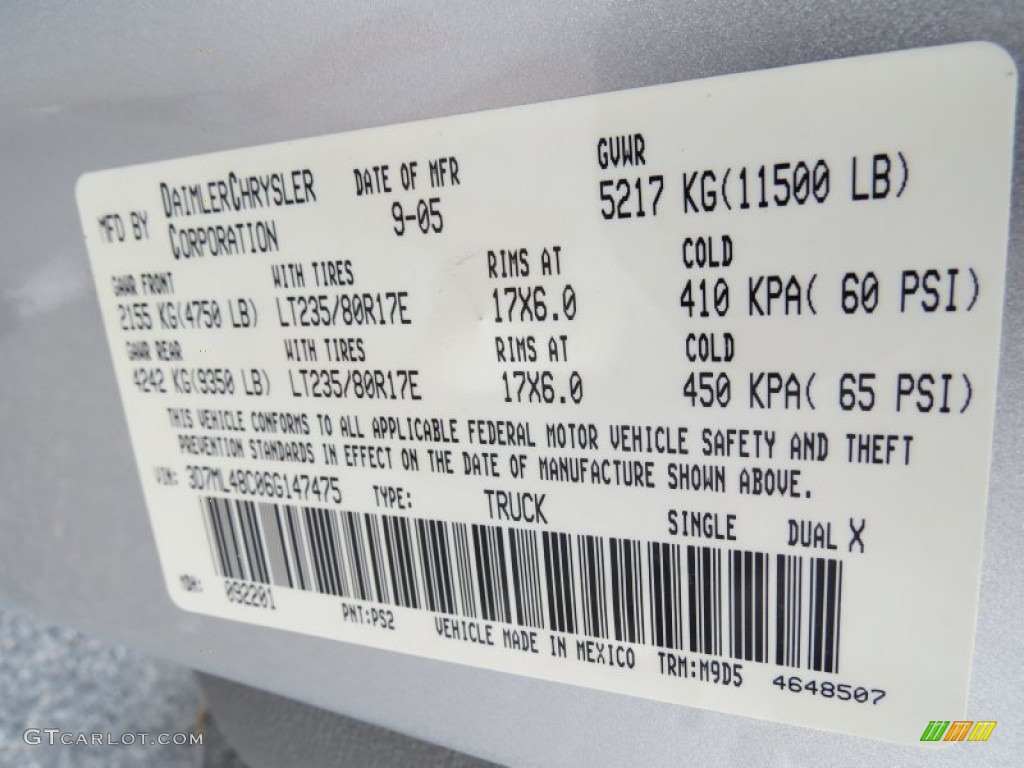 MFD BY DAIMLERCHRYSLER CORPORATION
DATE OF MFR
9-05
GVWR
5217 KG(11500 LB)
GAWR FRONT WITH TIRES RIMS AT COLD
2155 KG(4750 LB) LT235/80R17E 17X6.0 410 KPA( 60 PSI)
GAWR REAR WITH TIRES RIMS AT COLD
4242 KG(9350 LB) LT235/80R17E 17X6.0 450 KPA( 65 PSI)
THIS VEHICLE CONFORMS TO ALL APPLICABLE FEDERAL MOTOR VEHICLE SAFETY AND THEFT
PREVENTION STANDARDS IN EFFECT ON THE DATE OF MANUFACTURE SHOWN ABOVE.
VIN: 3D7ML48C06G147475 TYPE: TRUCK SINGLE DUAL X
MDH: 092201 PNT:PS2 VEHICLE MADE IN MEXICO TRM:M9D5 4648507
GTCARLOT.COM